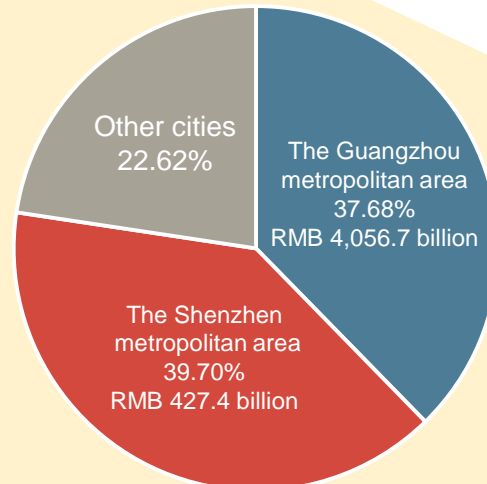 Other cities
22.62%
The Guangzhou
metropolitan area
37.68%
RMB 4,056.7 billion
The Shenzhen
metropolitan area
39.70%
RMB 427.4 billion